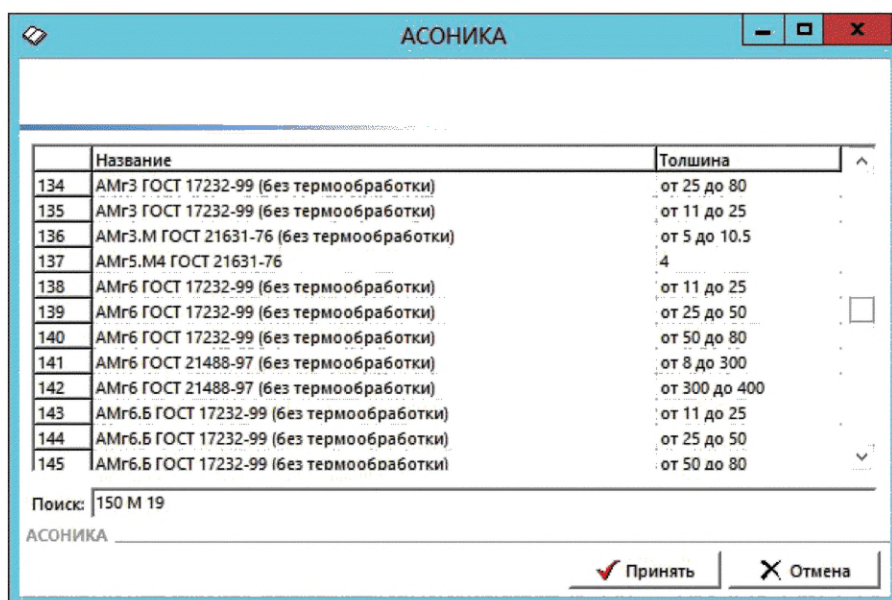 АСОНИКА
Название Толшина
134 АМг3 ГОСТ 17232-99 (без термообработки) от 25 до 80
135 АМг3 ГОСТ 17232-99 (без термообработки) от 11 до 25
136 АМг3.М ГОСТ 21631-76 (без термообработки) от 5 до 10.5
137 АМг5.М4 ГОСТ 21631-76 4
138 АМг6 ГОСТ 17232-99 (без термообработки) от 11 до 25
139 АМг6 ГОСТ 17232-99 (без термообработки) от 25 до 50
140 АМг6 ГОСТ 17232-99 (без термообработки) от 50 до 80
141 АМг6 ГОСТ 21488-97 (без термообработки) от 8 до 300
142 АМг6 ГОСТ 21488-97 (без термообработки) от 300 до 400
143 АМг6.Б ГОСТ 17232-99 (без термообработки) от 11 до 25
144 АМг6.Б ГОСТ 17232-99 (без термообработки) от 25 до 50
145 АМг6.Б ГОСТ 17232-99 (без термообработки) от 50 до 80
Поиск: 150 М 19
АСОНИКА
Принять Отмена